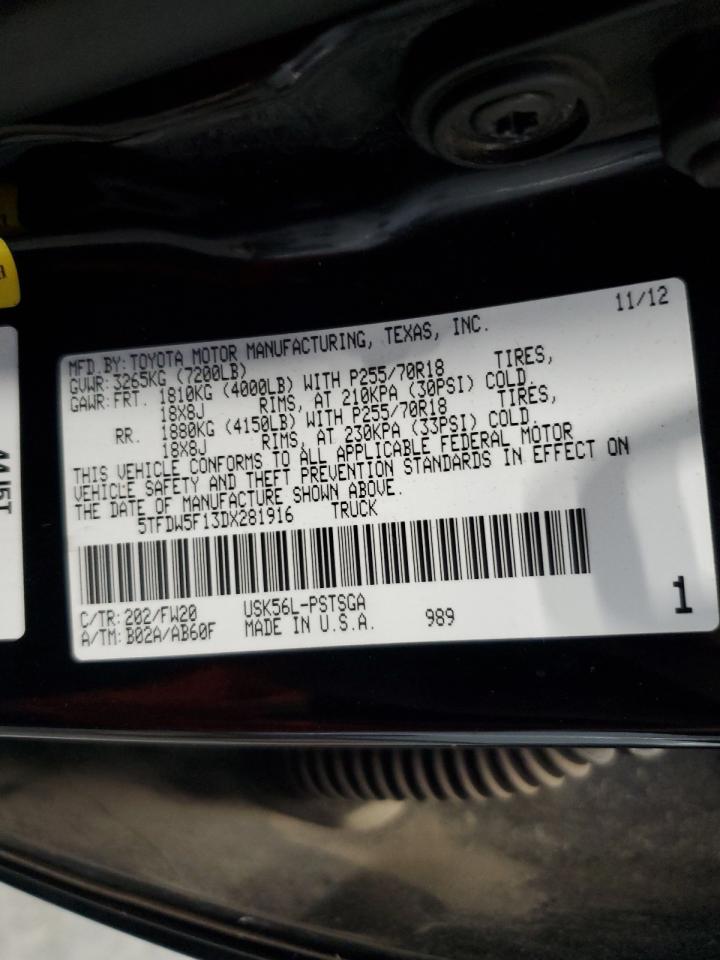 11/12
MFD.BY: TOYOTA MOTOR MANUFACTURING, TEXAS, INC.
GVWR: 3265KG (7200LB)
GAWR: FRT. 1810KG (4000LB) WITH P255/70R18 TIRES,
18X8J RIMS, AT 210KPA (30PSI) COLD.
RR. 1880KG (4150LB) WITH P255/70R18 TIRES,
18X8J RIMS, AT 230KPA (33PSI) COLD.
THIS VEHICLE CONFORMS TO ALL APPLICABLE FEDERAL MOTOR
VEHICLE SAFETY AND THEFT PREVENTION STANDARDS IN EFFECT ON
THE DATE OF MANUFACTURE SHOWN ABOVE.
5TFDW5F13DX281916 TRUCK
C/TR: 202/FW20 USK56L-PSTSGA
A/TM: B02A/AB60F MADE IN U.S.A. 989
1